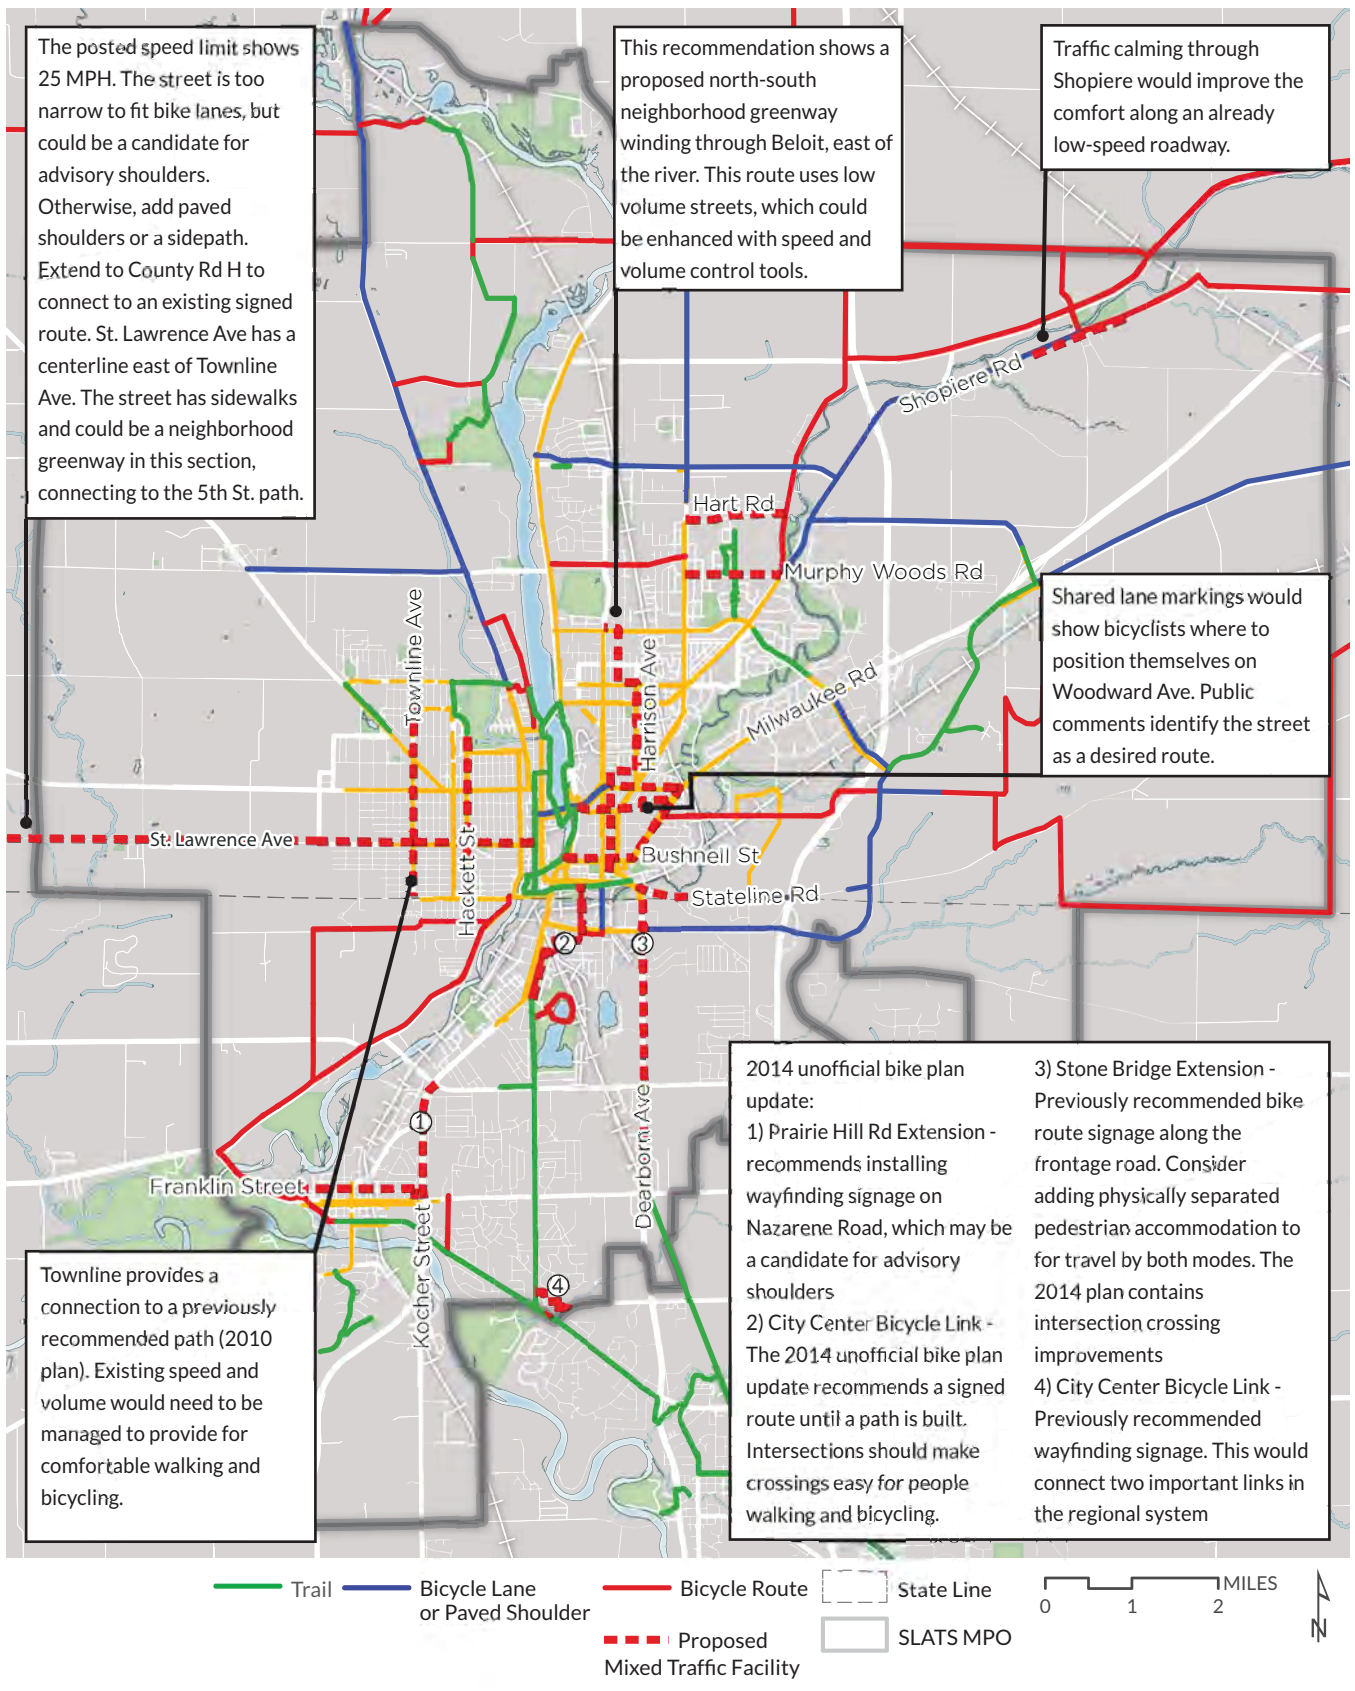 The posted speed limit shows
25 MPH. The street is too
narrow to fit bike lanes, but
could be a candidate for
advisory shoulders.
Otherwise, add paved
shoulders or a sidepath.
Extend to County Rd H to
connect to an existing signed
route. St. Lawrence Ave has a
centerline east of Townline
Ave. The street has sidewalks
and could be a neighborhood
greenway in this section,
connecting to the 5th St. path.
This recommendation shows a
proposed north-south
neighborhood greenway
winding through Beloit, east of
the river. This route uses low
volume streets, which could
be enhanced with speed and
volume control tools.
Traffic calming through
Shopiere would improve the
comfort along an already
low-speed roadway.
Shopiere Rd
Hart Rd
Murphy Woods Rd
Shared lane markings would
show bicyclists where to
position themselves on
Woodward Ave. Public
comments identify the street
as a desired route.
Townline Ave
Harrison Ave
Milwaukee Rd
St. Lawrence Ave
Hackett St
Bushnell St
Stateline Rd
2
3
1
Dearborn Ave
Franklin Street
Kocher Street
4
Townline provides a
connection to a previously
recommended path (2010
plan). Existing speed and
volume would need to be
managed to provide for
comfortable walking and
bicycling.
2014 unofficial bike plan
update:
1) Prairie Hill Rd Extension -
recommends installing
wayfinding signage on
Nazarene Road, which may be
a candidate for advisory
shoulders
2) City Center Bicycle Link -
The 2014 unofficial bike plan
update recommends a signed
route until a path is built.
Intersections should make
crossings easy for people
walking and bicycling.
3) Stone Bridge Extension -
Previously recommended bike
route signage along the
frontage road. Consider
adding physically separated
pedestrian accommodation to
for travel by both modes. The
2014 plan contains
intersection crossing
improvements
4) City Center Bicycle Link -
Previously recommended
wayfinding signage. This would
connect two important links in
the regional system
Trail
Bicycle Lane
or Paved Shoulder
Bicycle Route
Proposed
Mixed Traffic Facility
State Line
SLATS MPO
MILES
0 1 2
N